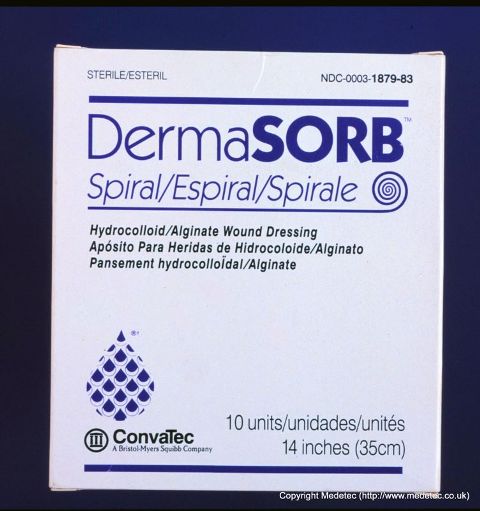 STERILE/ESTERIL
NDC-0003-1879-83
DermaSORB™
Spiral/Espiral/Spirale
Hydrocolloid/Alginate Wound Dressing
Apósito Para Heridas de Hidrocoloide/Alginato
Pansement hydrocolloïdal/Alginate
10 units/unidades/unités
14 inches (35cm)
ConvaTec
A Bristol-Myers Squibb Company
Copyright Medetec (http://www.medetec.co.uk)